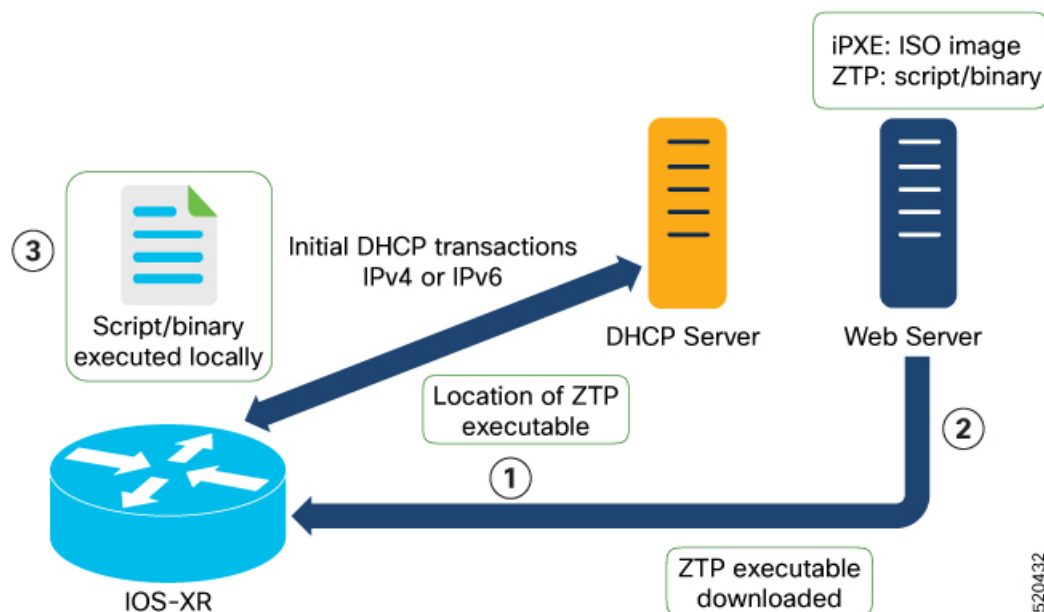 iPXE: ISO image
ZTP: script/binary
3
Script/binary
executed locally
Initial DHCP transactions
IPv4 or IPv6
DHCP Server
Web Server
Location of ZTP
executable
1
2
IOS-XR
ZTP executable
downloaded
520432